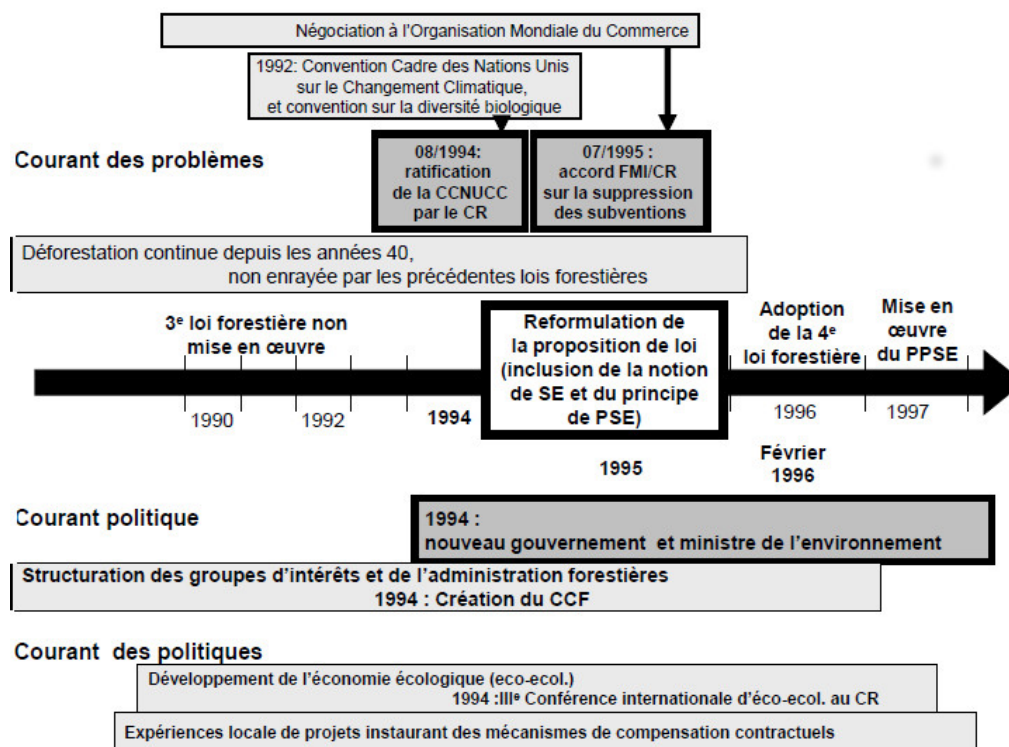 Négociation à l'Organisation Mondiale du Commerce
1992: Convention Cadre des Nations Unis
sur le Changement Climatique,
et convention sur la diversité biologique
Courant des problèmes
08/1994:
ratification
de la CCNUCC
par le CR
07/1995 :
accord FMI/CR
sur la suppression
des subventions
Déforestation continue depuis les années 40,
non enrayée par les précédentes lois forestières
3e loi forestière non
mise en œuvre
Reformulation de
la proposition de loi
(inclusion de la notion
de SE et du principe
de PSE)
Adoption
de la 4e
loi forestière
Mise en
œuvre
du PPSE
1990
1992
1994
1995
1996
1997
Février
1996
Courant politique
1994 :
nouveau gouvernement et ministre de l'environnement
Structuration des groupes d'intérêts et de l'administration forestières
1994 : Création du CCF
Courant des politiques
Développement de l'économie écologique (eco-ecol.)
1994 :IIIe Conférence internationale d'éco-ecol. au CR
Expériences locale de projets instaurant des mécanismes de compensation contractuels